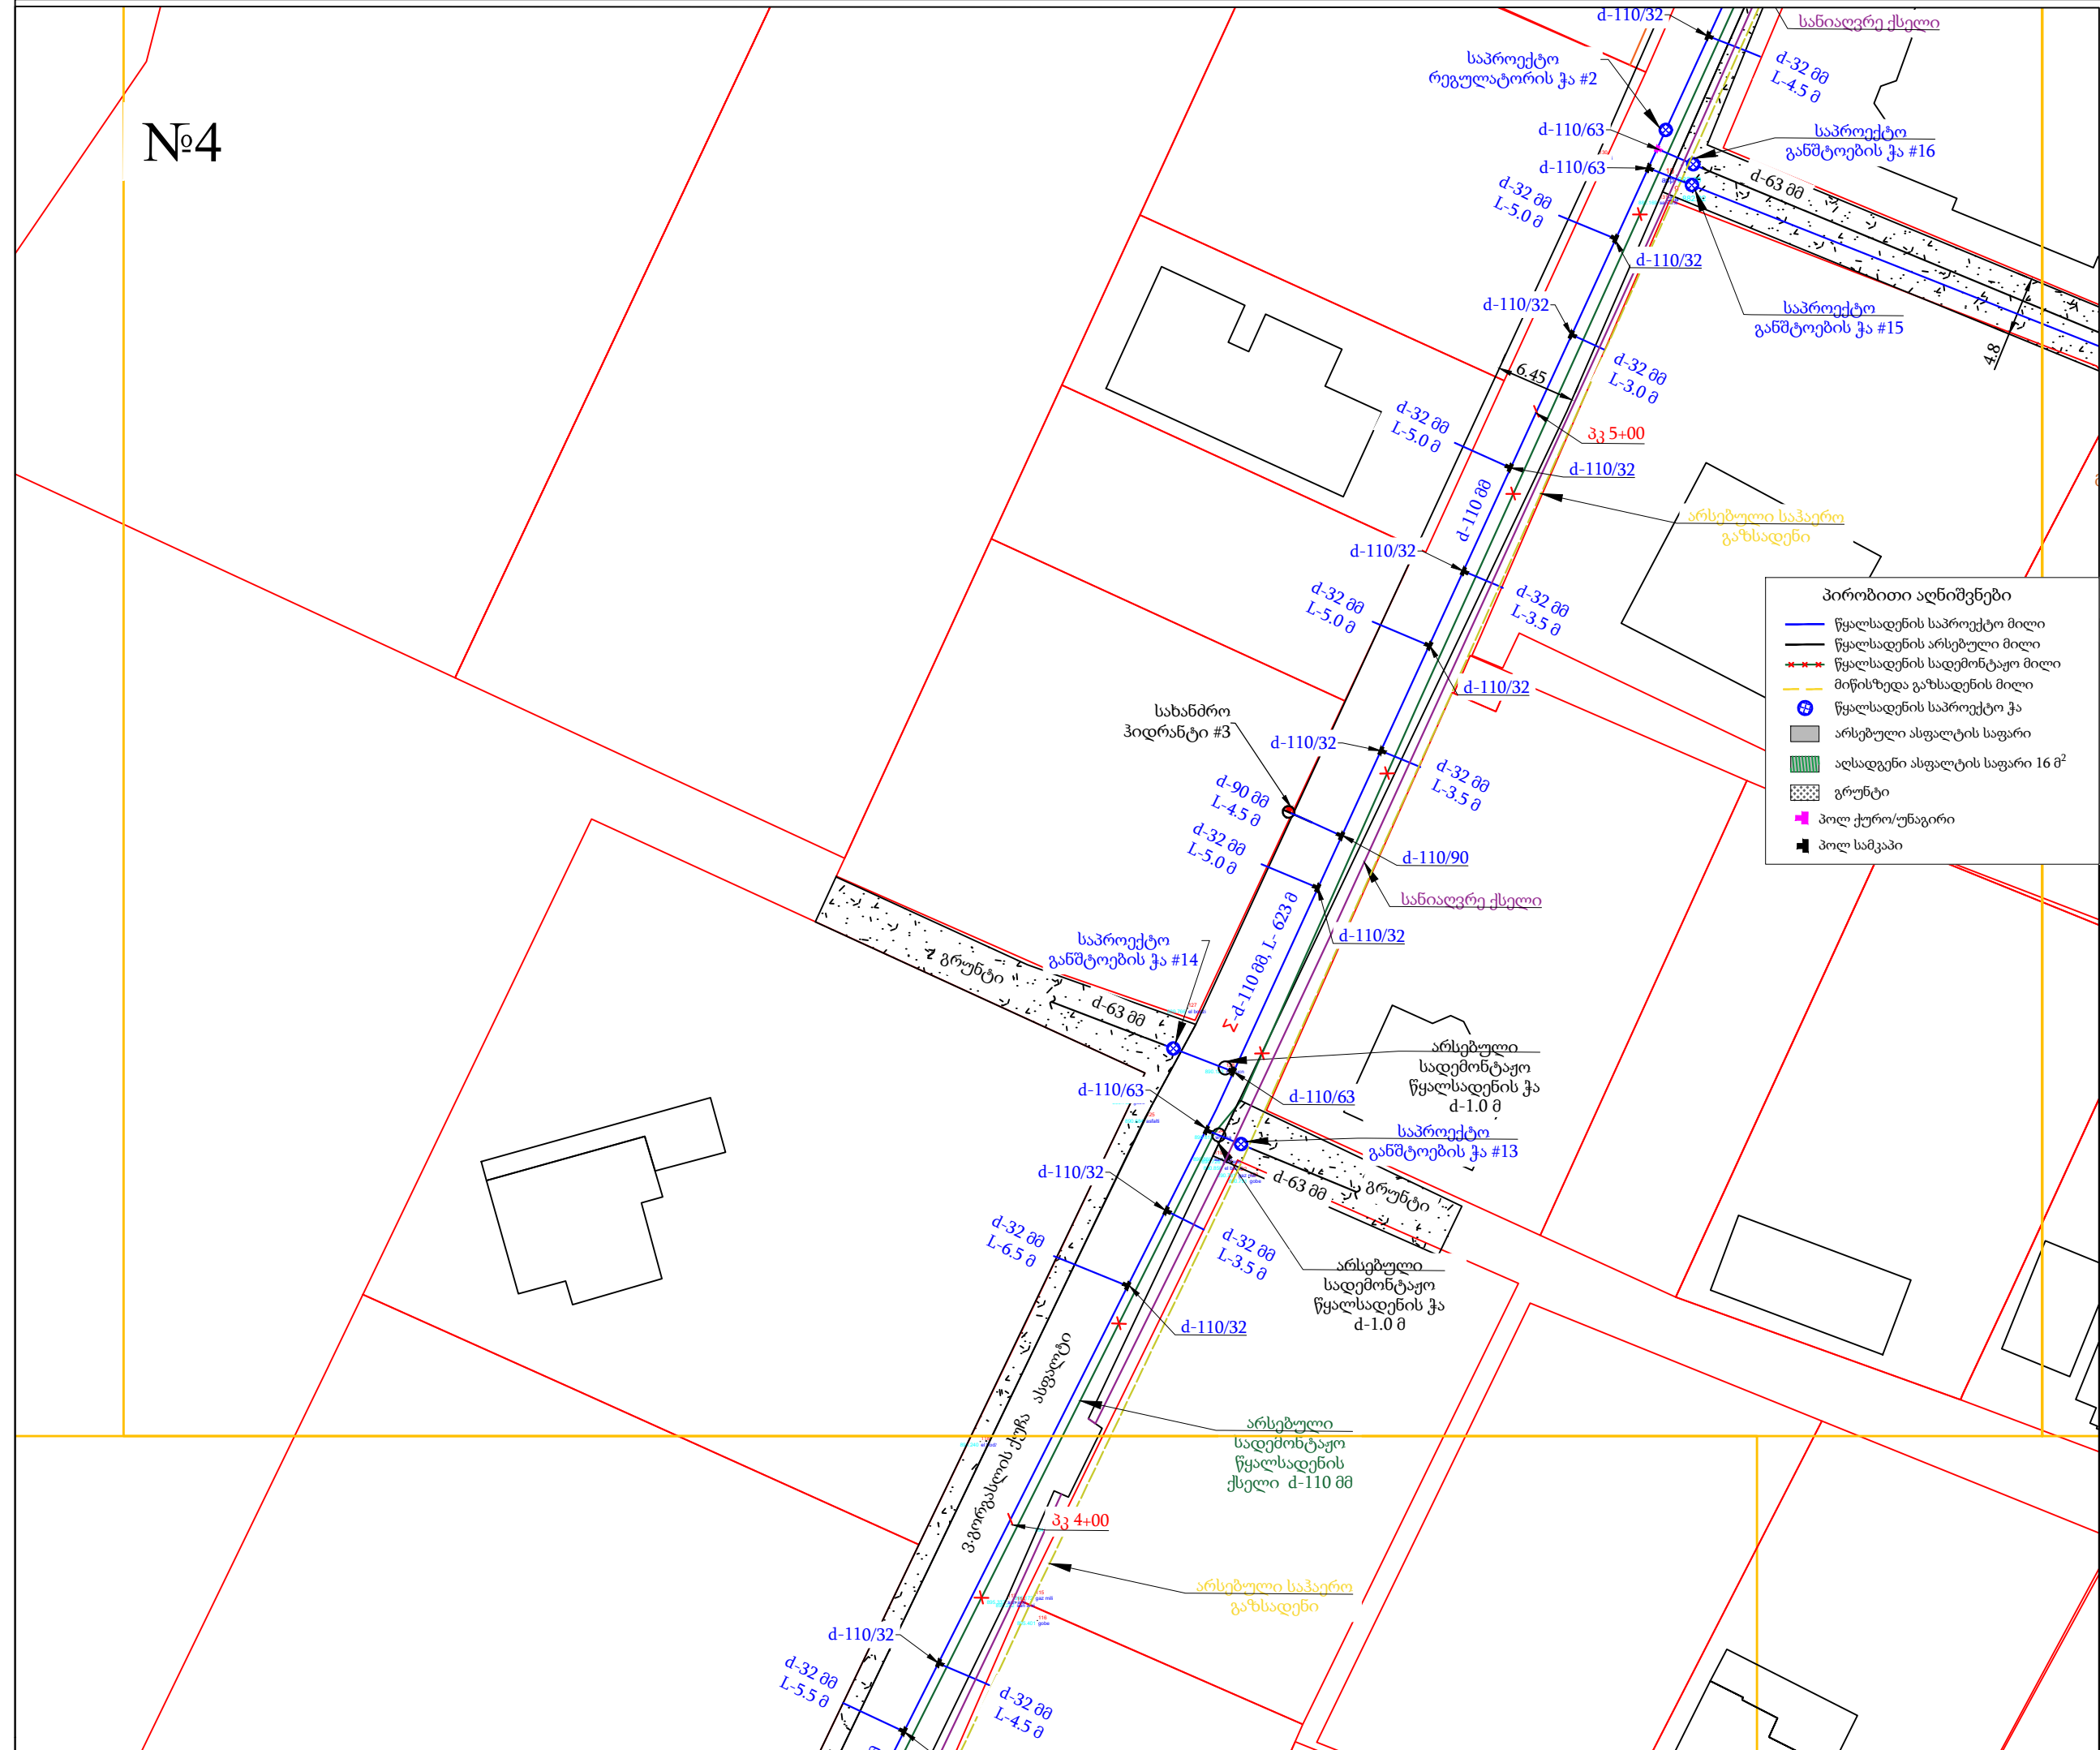 №4
d-110/32
სანიაღვრე ქსელი
საპროექტო
რეგულატორის ჭა #2
d-32 მმ
L-4.5 მ
d-110/63
საპროექტო
განშტოების ჭა #16
d-110/63
d-63 მმ
d-32 მმ
L-5.0 მ
d-110/32
d-110/32
საპროექტო
განშტოების ჭა #15
4.8
6.45
d-32 მმ
L-3.0 მ
d-32 მმ
L-5.0 მ
პკ 5+00
d-110/32
d-110 მმ
არსებული საჰაერო
გაზსადენი
d-110/32
d-32 მმ
L-5.0 მ
d-32 მმ
L-3.5 მ
პირობითი აღნიშვნები
წყალსადენის საპროექტო მილი
წყალსადენის არსებული მილი
წყალსადენის სადემონტაჟო მილი
მიწისზედა გაზსადენის მილი
წყალსადენის საპროექტო ჭა
არსებული ასფალტის საფარი
აღსადგენი ასფალტის საფარი 16 მ²
გრუნტი
პოლ ქურო/უნაგირი
პოლ სამკაპი
d-110/32
სახანძრო
ჰიდრანტი #3
d-110/32
d-32 მმ
L-3.5 მ
d-90 მმ
L-4.5 მ
d-32 მმ
L-5.0 მ
d-110/90
სანიაღვრე ქსელი
d-110/32
Σ-d-110 მმ, L- 623 მ
საპროექტო
განშტოების ჭა #14
გრუნტი
d-63 მმ
არსებული
სადემონტაჟო
წყალსადენის ჭა
d-1.0 მ
d-110/63
d-110/63
საპროექტო
განშტოების ჭა #13
d-110/32
d-63 მმ
გრუნტი
d-32 მმ
L-6.5 მ
d-32 მმ
L-3.5 მ
არსებული
სადემონტაჟო
წყალსადენის ჭა
d-1.0 მ
d-110/32
ვ.გორგასლის ქუჩა ასფალტი
არსებული
სადემონტაჟო
წყალსადენის
ქსელი d-110 მმ
პკ 4+00
არსებული საჰაერო
გაზსადენი
d-110/32
d-32 მმ
L-5.5 მ
d-32 მმ
L-4.5 მ